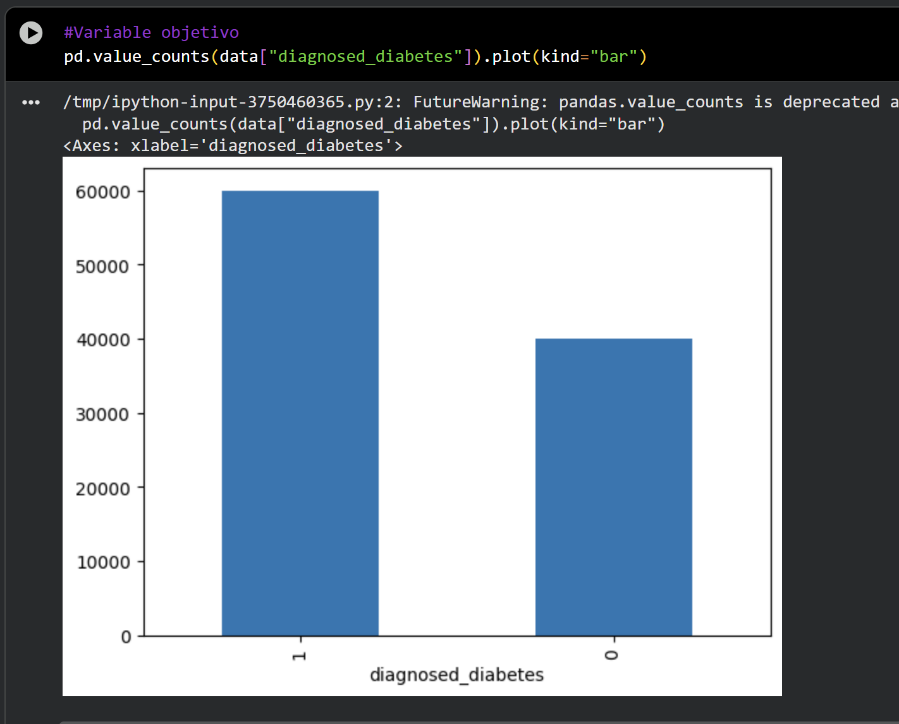 #Variable objetivo
pd.value_counts(data["diagnosed_diabetes"]).plot(kind="bar")
/tmp/ipython-input-3750460365.py:2: FutureWarning: pandas.value_counts is deprecated a
pd.value_counts(data["diagnosed_diabetes"]).plot(kind="bar")
<Axes: xlabel='diagnosed_diabetes'>
60000
50000
40000
30000
20000
10000
0
1
0
diagnosed_diabetes